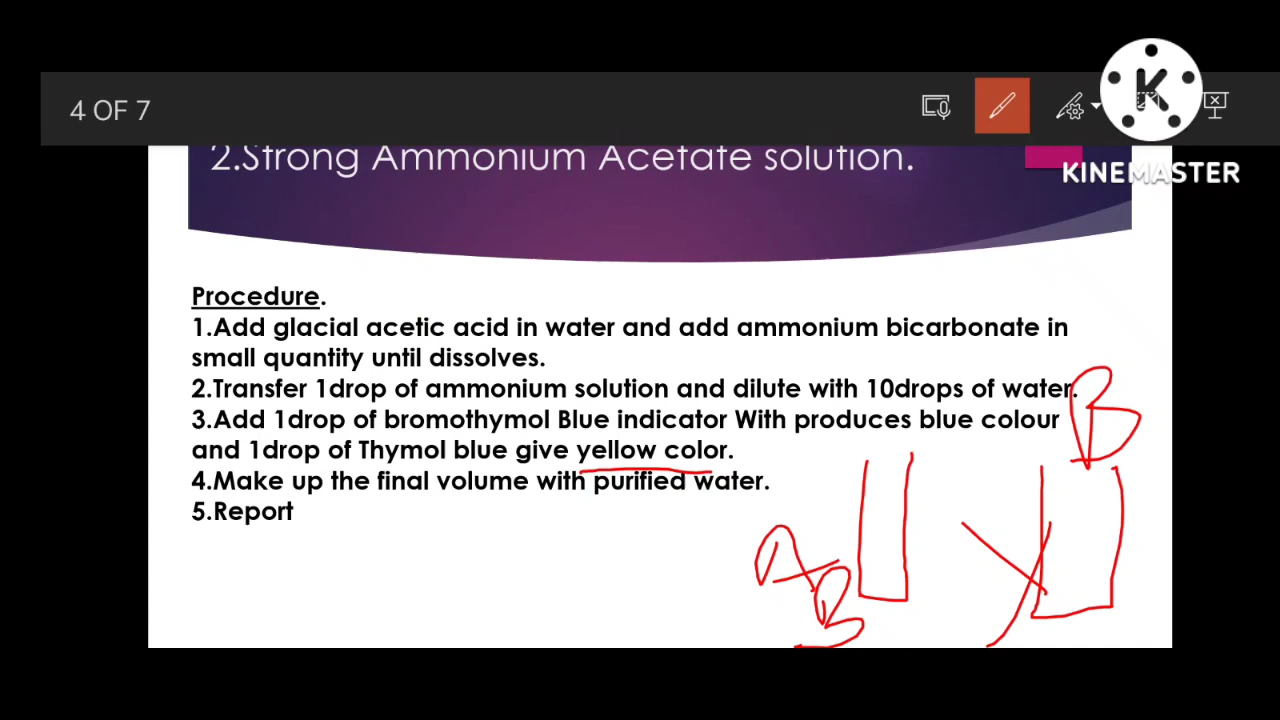 4 OF 7
K
KINEMASTER
2.Strong Ammonium Acetate solution.
Procedure.
1.Add glacial acetic acid in water and add ammonium bicarbonate in
small quantity until dissolves.
2.Transfer 1drop of ammonium solution and dilute with 10drops of water.
3.Add 1drop of bromothymol Blue indicator With produces blue colour
and 1drop of Thymol blue give yellow color.
4.Make up the final volume with purified water.
5.Report
B
A
B
Y